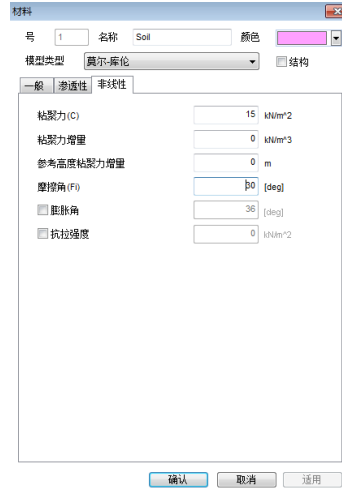 材料
号 1 名称 Soil 颜色
模型类型 莫尔-库伦 结构
一般 渗透性 非线性
粘聚力(C) 15 kN/m^2
粘聚力增量 0 kN/m^3
参考高度粘聚力增量 0 m
摩擦角(Fi) 30 [deg]
膨胀角 36 [deg]
抗拉强度 0 kN/m^2
确认 取消 适用